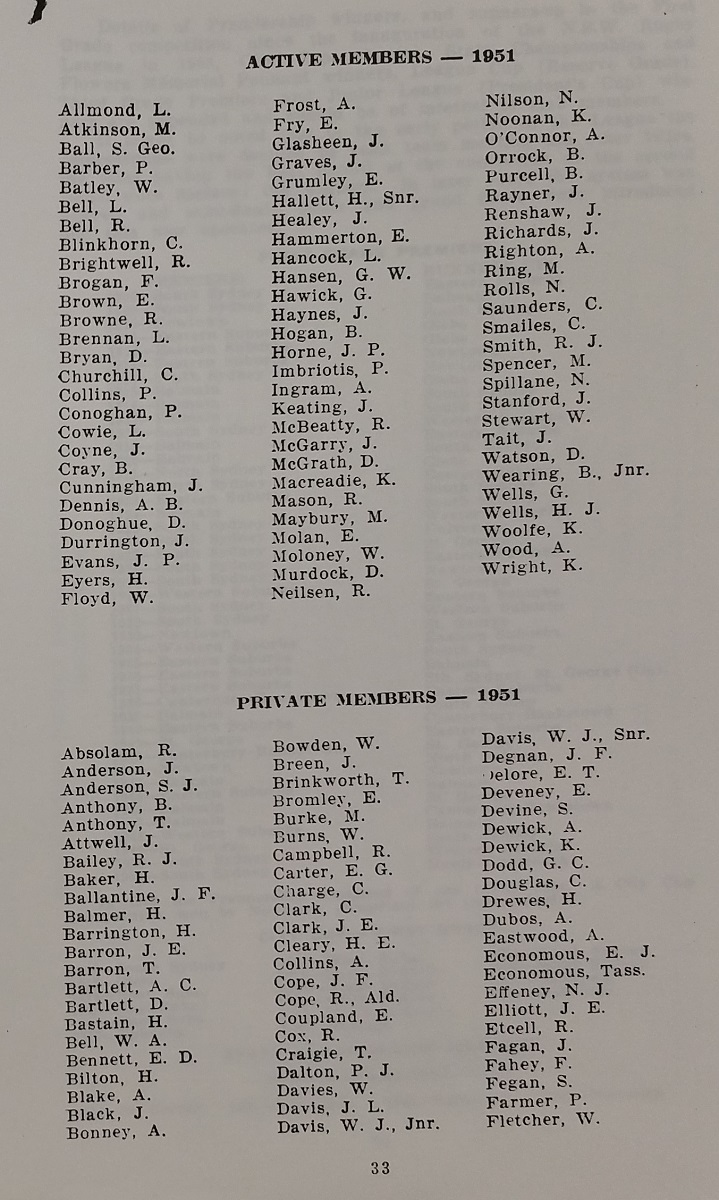 ACTIVE MEMBERS — 1951
Allmond, L.
Atkinson, M.
Ball, S. Geo.
Barber, P.
Batley, W.
Bell, L.
Bell, R.
Blinkhorn, C.
Brightwell, R.
Brogan, F.
Brown, E.
Browne, R.
Brennan, L.
Bryan, D.
Churchill, C.
Collins, P.
Conoghan, P.
Cowie, L.
Coyne, J.
Cray, B.
Cunningham, J.
Dennis, A. B.
Donoghue, D.
Durrington, J.
Evans, J. P.
Eyers, H.
Floyd, W.
Frost, A.
Fry, E.
Glasheen, J.
Graves, J.
Grumley, E.
Hallett, H., Snr.
Healey, J.
Hammerton, E.
Hancock, L.
Hansen, G. W.
Hawick, G.
Haynes, J.
Hogan, B.
Horne, J. P.
Imbriotis, P.
Ingram, A.
Keating, J.
McBeatty, R.
McGarry, J.
McGrath, D.
Macreadie, K.
Mason, R.
Maybury, M.
Molan, E.
Moloney, W.
Murdock, D.
Neilsen, R.
Nilson, N.
Noonan, K.
O'Connor, A.
Orrock, B.
Purcell, B.
Rayner, J.
Renshaw, J.
Richards, J.
Righton, A.
Ring, M.
Rolls, N.
Saunders, C.
Smailes, C.
Smith, R. J.
Spencer, M.
Spillane, N.
Stanford, J.
Stewart, W.
Tait, J.
Watson, D.
Wearing, B., Jnr.
Wells, G.
Wells, H. J.
Woolfe, K.
Wood, A.
Wright, K.
PRIVATE MEMBERS — 1951
Absolam, R.
Anderson, J.
Anderson, S. J.
Anthony, B.
Anthony, T.
Attwell, J.
Bailey, R. J.
Baker, H.
Ballantine, J. F.
Balmer, H.
Barrington, H.
Barron, J. E.
Barron, T.
Bartlett, A. C.
Bartlett, D.
Bastain, H.
Bell, W. A.
Bennett, E. D.
Bilton, H.
Blake, A.
Black, J.
Bonney, A.
Bowden, W.
Breen, J.
Brinkworth, T.
Bromley, E.
Burke, M.
Burns, W.
Campbell, R.
Carter, E. G.
Charge, C.
Clark, C.
Clark, J. E.
Cleary, H. E.
Collins, A.
Cope, J. F.
Cope, R., Ald.
Coupland, E.
Cox, R.
Craigie, T.
Dalton, P. J.
Davies, W.
Davis, J. L.
Davis, W. J., Jnr.
Davis, W. J., Snr.
Degnan, J. F.
E. T.
Deveney, E.
Devine, S.
Dewick, A.
Dewick, K.
Dodd, G. C.
Douglas, C.
Drewes, H.
Dubos, A.
Eastwood, A.
Economous, E. J.
Economous, Tass.
Effeney, N. J.
Elliott, J. E.
Etcell, R.
Fagan, J.
Fahey, F.
Fegan, S.
Farmer, P.
Fletcher, W.
33